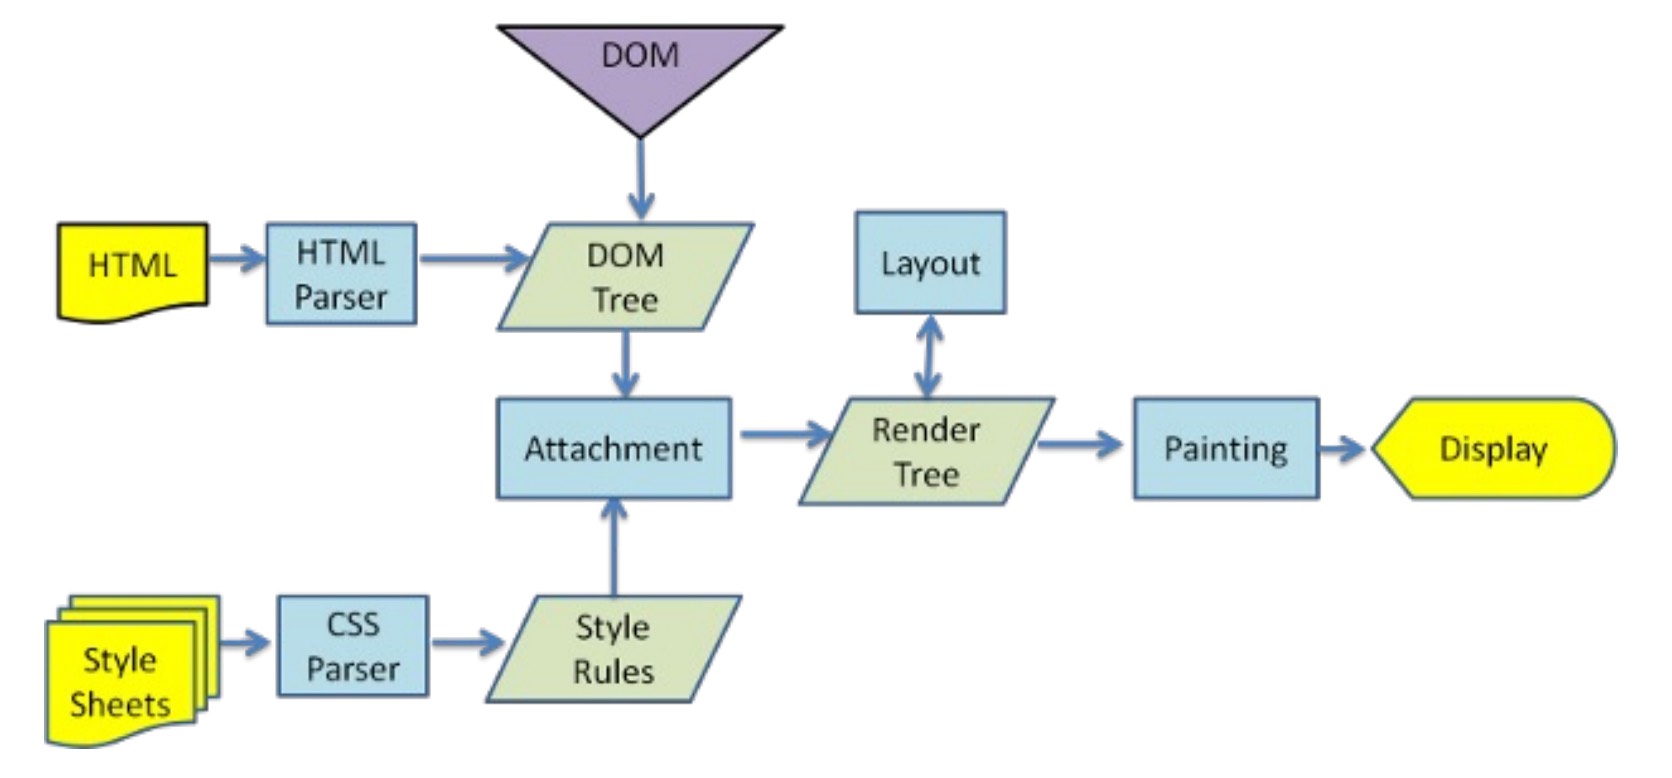 DOM
HTML
HTML
Parser
DOM
Tree
Layout
Attachment
Render
Tree
Painting
Display
Style
Sheets
CSS
Parser
Style
Rules